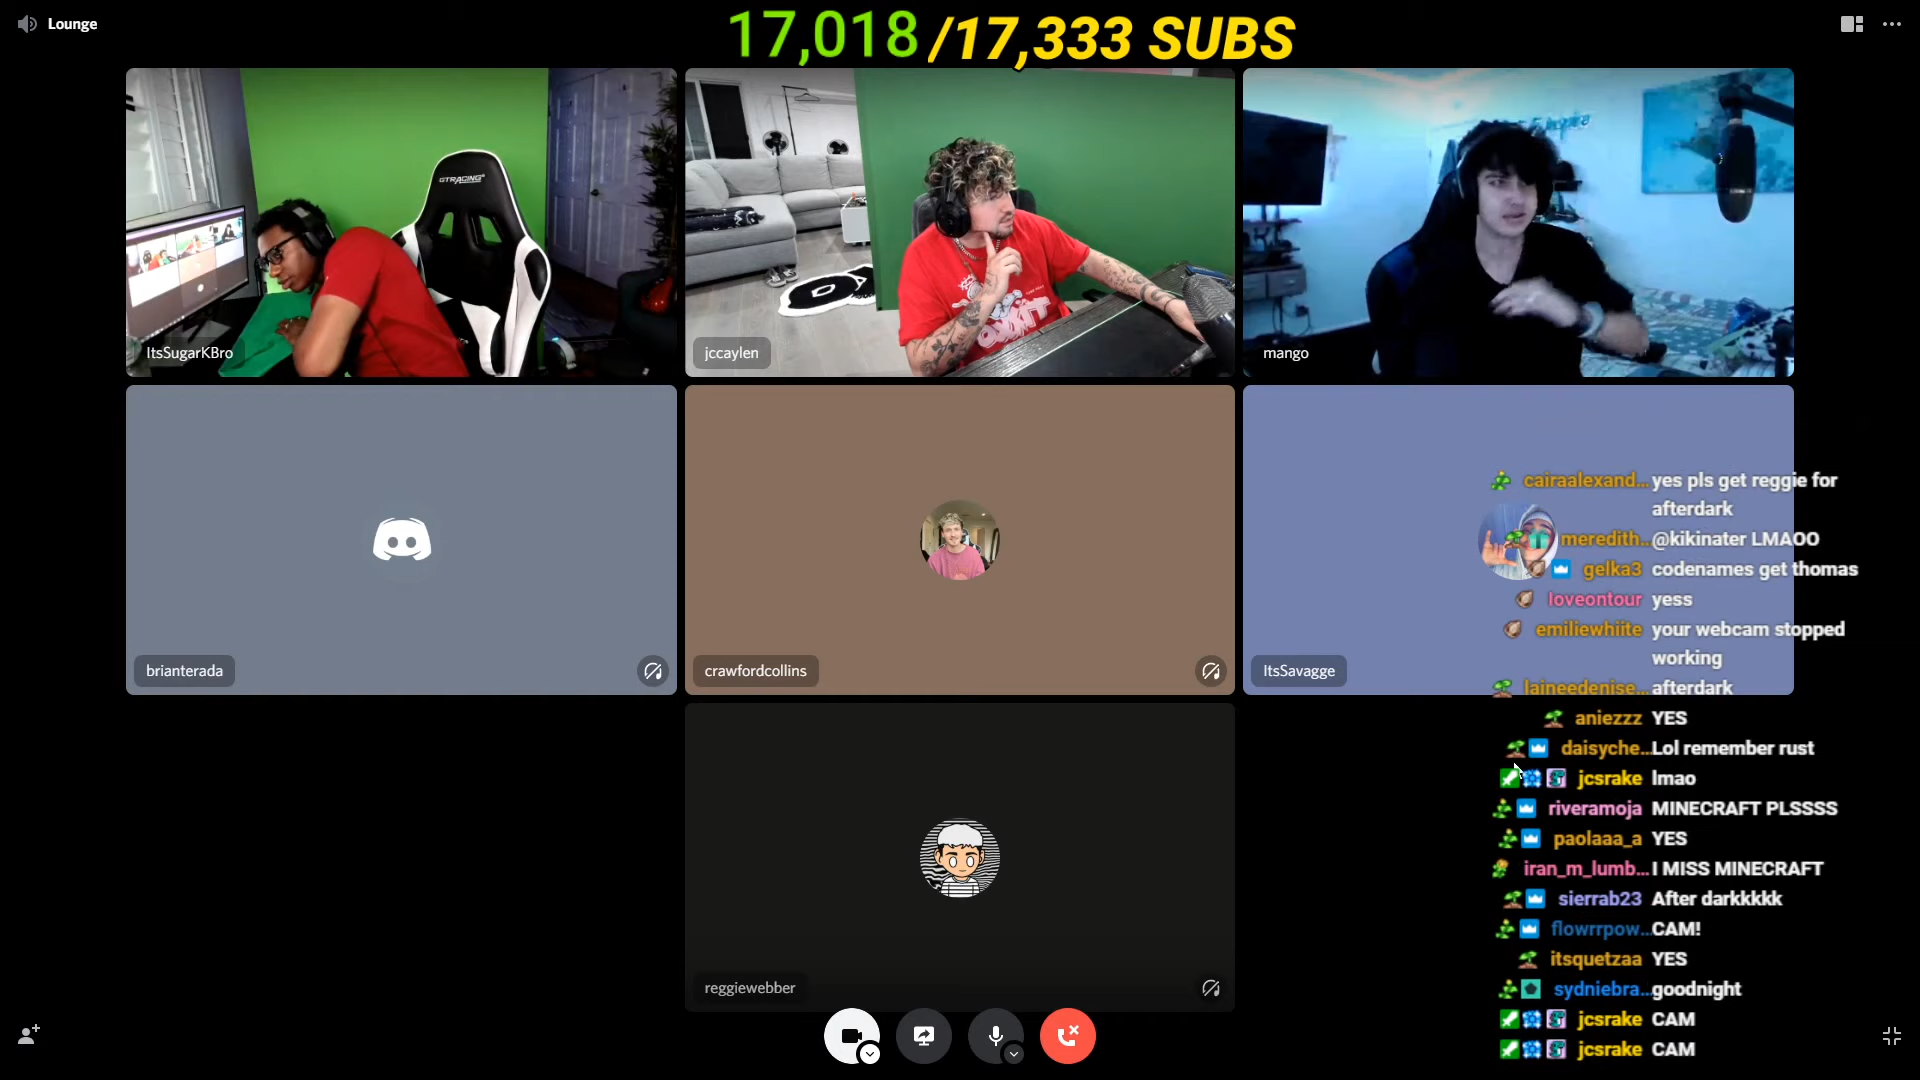 Lounge
17,018 /17,333 SUBS
GTRACING
ItsSugarKBro
jccaylen
mango
brianterada
crawfordcollins
ItsSavagge
reggiewebber
cairaalexand... yes pls get reggie for
afterdark
meredith... @kikinater LMAOO
gelka3 codenames get thomas
loveontour yess
emiliewhiite your webcam stopped
working
laineedenise... afterdark
aniezzz YES
daisyche... Lol remember rust
jcsrake lmao
riveramoja MINECRAFT PLSSSS
paolaaa_a YES
iran_m_lumb... I MISS MINECRAFT
sierrab23 After darkkkkk
flowrrpow... CAM!
itsquetzaa YES
sydniebra... goodnight
jcsrake CAM
jcsrake CAM